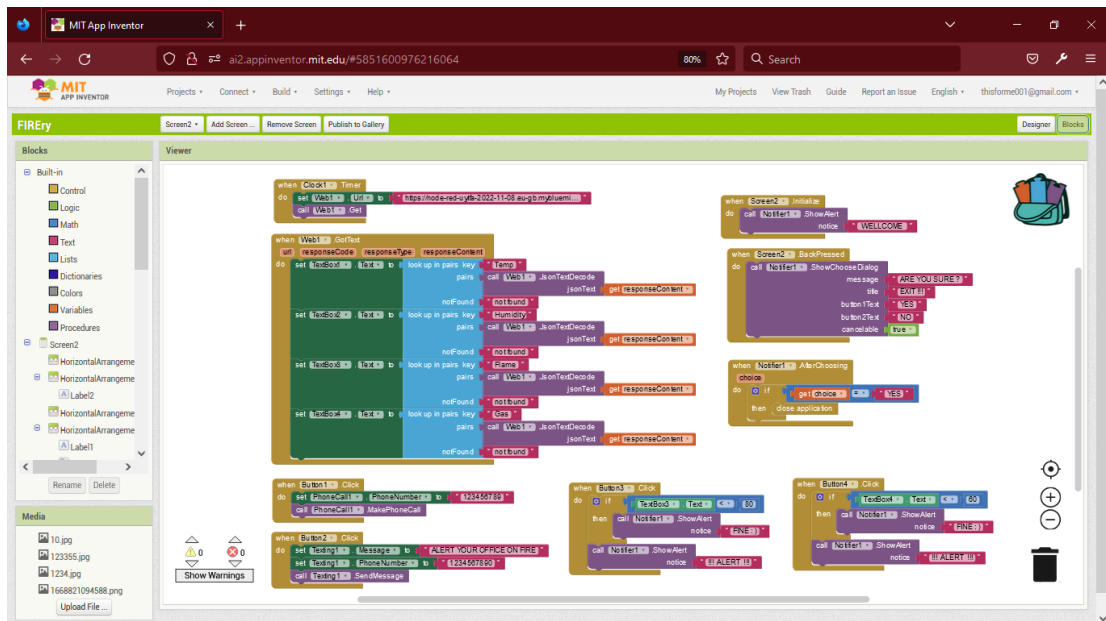 MIT App Inventor
ai2.appinventor.mit.edu/#5851600976216064
80%
Search
MIT
APP INVENTOR
Projects
Connect
Build
Settings
Help
My Projects
View Trash
Guide
Report an Issue
English
thisforme001@gmail.com
FIREry
Screen2
Add Screen ...
Remove Screen
Publish to Gallery
Designer
Blocks
Blocks
Viewer
Built-in
Control
Logic
Math
Text
Lists
Dictionaries
Colors
Variables
Procedures
Screen2
HorizontalArrangeme
HorizontalArrangeme
Label2
HorizontalArrangeme
HorizontalArrangeme
Label1
Rename
Delete
Media
10.jpg
123355.jpg
1234.jpg
1668821094588.png
Upload File ...
when Clock1 .Timer
do set Web1 . Url to "https://node-red-uyifa-2022-11-08.eu-gb.mybluemi..."
call Web1 .Get
when Web1 .GotText
url responseCode responseType responseContent
do set TextBox1 . Text to look up in pairs key "Temp"
pairs call Web1 .JsonTextDecode
jsonText get responseContent
notFound "not found"
set TextBox2 . Text to look up in pairs key "Humidity"
pairs call Web1 .JsonTextDecode
jsonText get responseContent
notFound "not found"
set TextBox3 . Text to look up in pairs key "Flame"
pairs call Web1 .JsonTextDecode
jsonText get responseContent
notFound "not found"
set TextBox4 . Text to look up in pairs key "Gas"
pairs call Web1 .JsonTextDecode
jsonText get responseContent
notFound "not found"
when Button1 .Click
do set PhoneCall1 . PhoneNumber to "123456789"
call PhoneCall1 .MakePhoneCall
when Button2 .Click
do set Texting1 . Message to "ALERT YOUR OFFICE ON FIRE"
set Texting1 . PhoneNumber to "1234567890"
call Texting1 .SendMessage
when Screen2 .Initialize
do call Notifier1 .ShowAlert
notice "WELLCOME"
when Screen2 .BackPressed
do call Notifier1 .ShowChooseDialog
message "ARE YOU SURE ?"
title "EXIT !!!"
button1Text "YES"
button2Text "NO"
cancelable true
when Notifier1 .AfterChoosing
choice
do if get choice = "YES"
then close application
when Button3 .Click
do if TextBox3 . Text < 80
then call Notifier1 .ShowAlert
notice "FINE :)"
call Notifier1 .ShowAlert
notice "!!! ALERT !!!"
when Button4 .Click
do if TextBox4 . Text < 60
then call Notifier1 .ShowAlert
notice "FINE :)"
call Notifier1 .ShowAlert
notice "!!! ALERT !!!"
0
0
Show Warnings